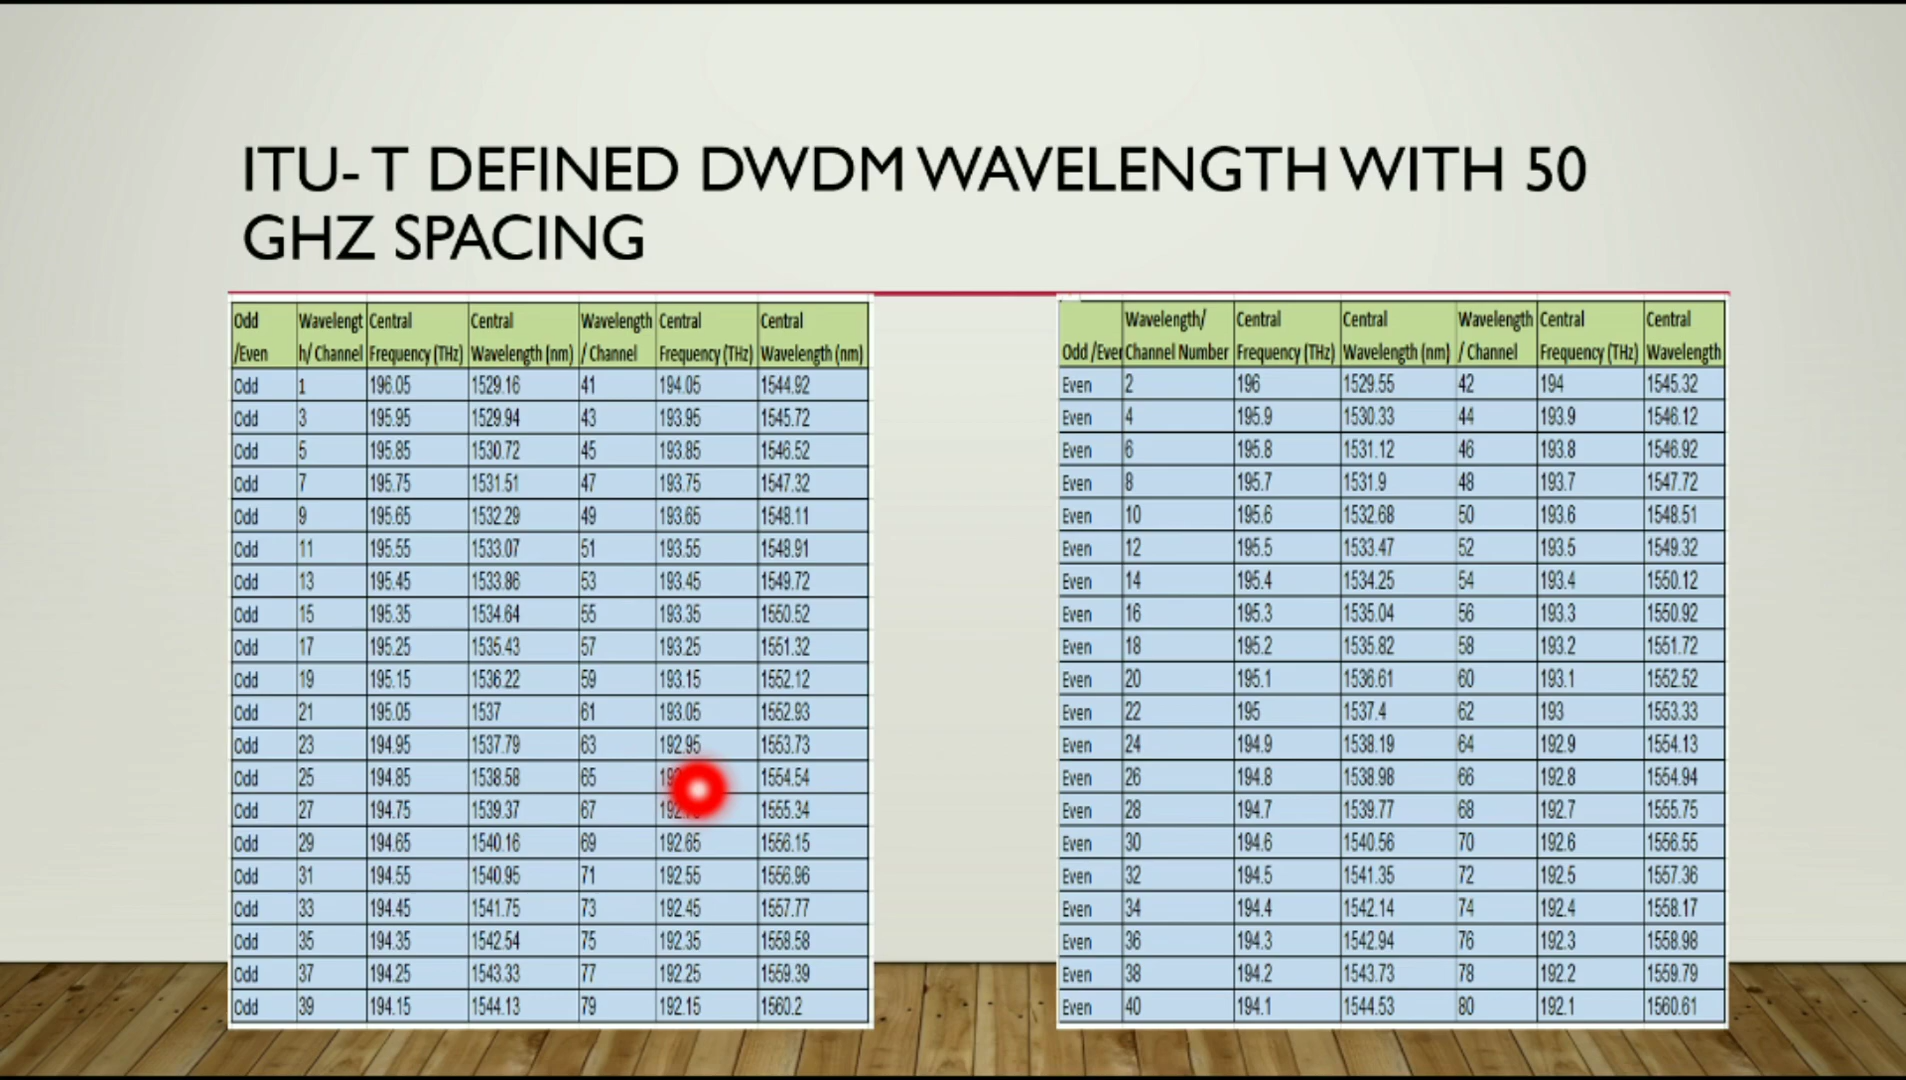 ITU- T DEFINED DWDM WAVELENGTH WITH 50
GHZ SPACING
Odd Wavelengt Central Central Wavelength Central Central
/Even h/ Channel Frequency (THz) Wavelength (nm) / Channel Frequency (THz) Wavelength (nm)
Odd 1 196.05 1529.16 41 194.05 1544.92
Odd 3 195.95 1529.94 43 193.95 1545.72
Odd 5 195.85 1530.72 45 193.85 1546.52
Odd 7 195.75 1531.51 47 193.75 1547.32
Odd 9 195.65 1532.29 49 193.65 1548.11
Odd 11 195.55 1533.07 51 193.55 1548.91
Odd 13 195.45 1533.86 53 193.45 1549.72
Odd 15 195.35 1534.64 55 193.35 1550.52
Odd 17 195.25 1535.43 57 193.25 1551.32
Odd 19 195.15 1536.22 59 193.15 1552.12
Odd 21 195.05 1537 61 193.05 1552.93
Odd 23 194.95 1537.79 63 192.95 1553.73
Odd 25 194.85 1538.58 65 1554.54
Odd 27 194.75 1539.37 67 1555.34
Odd 29 194.65 1540.16 69 192.65 1556.15
Odd 31 194.55 1540.95 71 192.55 1556.96
Odd 33 194.45 1541.75 73 192.45 1557.77
Odd 35 194.35 1542.54 75 192.35 1558.58
Odd 37 194.25 1543.33 77 192.25 1559.39
Odd 39 194.15 1544.13 79 192.15 1560.2
Wavelength/ Central Central Wavelength Central Central
Odd /Even Channel Number Frequency (THz) Wavelength (nm) / Channel Frequency (THz) Wavelength
Even 2 196 1529.55 42 194 1545.32
Even 4 195.9 1530.33 44 193.9 1546.12
Even 6 195.8 1531.12 46 193.8 1546.92
Even 8 195.7 1531.9 48 193.7 1547.72
Even 10 195.6 1532.68 50 193.6 1548.51
Even 12 195.5 1533.47 52 193.5 1549.32
Even 14 195.4 1534.25 54 193.4 1550.12
Even 16 195.3 1535.04 56 193.3 1550.92
Even 18 195.2 1535.82 58 193.2 1551.72
Even 20 195.1 1536.61 60 193.1 1552.52
Even 22 195 1537.4 62 193 1553.33
Even 24 194.9 1538.19 64 192.9 1554.13
Even 26 194.8 1538.98 66 192.8 1554.94
Even 28 194.7 1539.77 68 192.7 1555.75
Even 30 194.6 1540.56 70 192.6 1556.55
Even 32 194.5 1541.35 72 192.5 1557.36
Even 34 194.4 1542.14 74 192.4 1558.17
Even 36 194.3 1542.94 76 192.3 1558.98
Even 38 194.2 1543.73 78 192.2 1559.79
Even 40 194.1 1544.53 80 192.1 1560.61